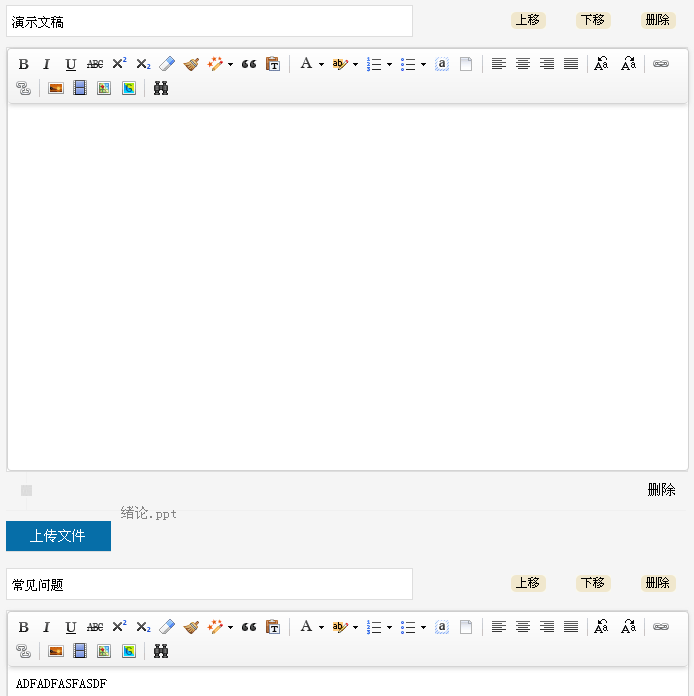 演示文稿 上移 下移 删除
删除
绪论.ppt
上传文件
常见问题 上移 下移 删除
ADFADFASFASDF